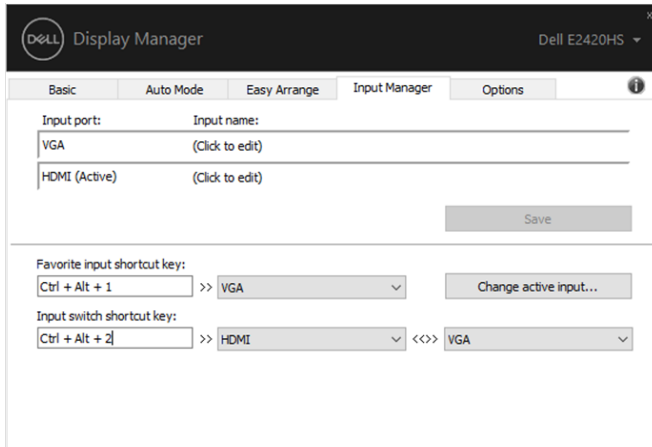 DELL Display Manager Dell E2420HS
x
Basic Auto Mode Easy Arrange Input Manager Options i
Input port: Input name:
VGA (Click to edit)
HDMI (Active) (Click to edit)
Save
Favorite input shortcut key:
Ctrl + Alt + 1 >> VGA Change active input...
Input switch shortcut key:
Ctrl + Alt + 2 >> HDMI <<>> VGA